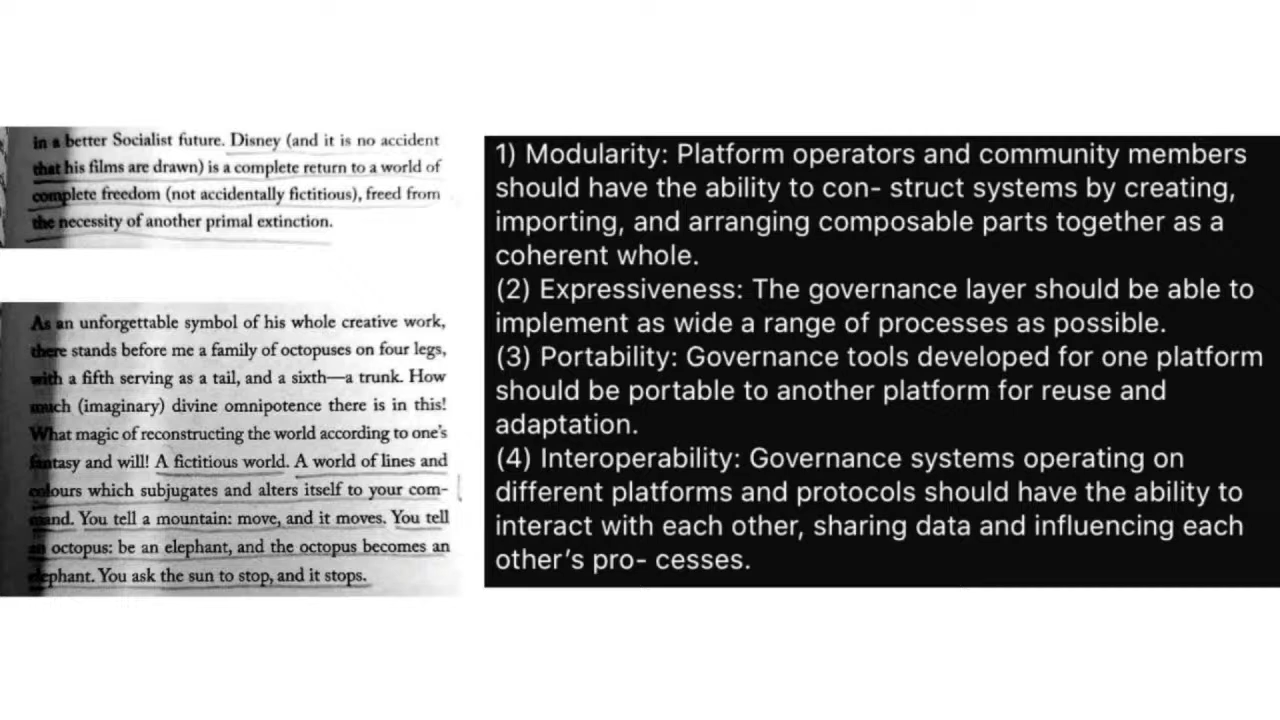 in a better Socialist future. Disney (and it is no accident
that his films are drawn) is a complete return to a world of
complete freedom (not accidentally fictitious), freed from
the necessity of another primal extinction.
As an unforgettable symbol of his whole creative work,
there stands before me a family of octopuses on four legs,
with a fifth serving as a tail, and a sixth—a trunk. How
much (imaginary) divine omnipotence there is in this!
What magic of reconstructing the world according to one's
fantasy and will! A fictitious world. A world of lines and
colours which subjugates and alters itself to your com-
mand. You tell a mountain: move, and it moves. You tell
an octopus: be an elephant, and the octopus becomes an
elephant. You ask the sun to stop, and it stops.
1) Modularity: Platform operators and community members
should have the ability to con- struct systems by creating,
importing, and arranging composable parts together as a
coherent whole.
(2) Expressiveness: The governance layer should be able to
implement as wide a range of processes as possible.
(3) Portability: Governance tools developed for one platform
should be portable to another platform for reuse and
adaptation.
(4) Interoperability: Governance systems operating on
different platforms and protocols should have the ability to
interact with each other, sharing data and influencing each
other's pro- cesses.